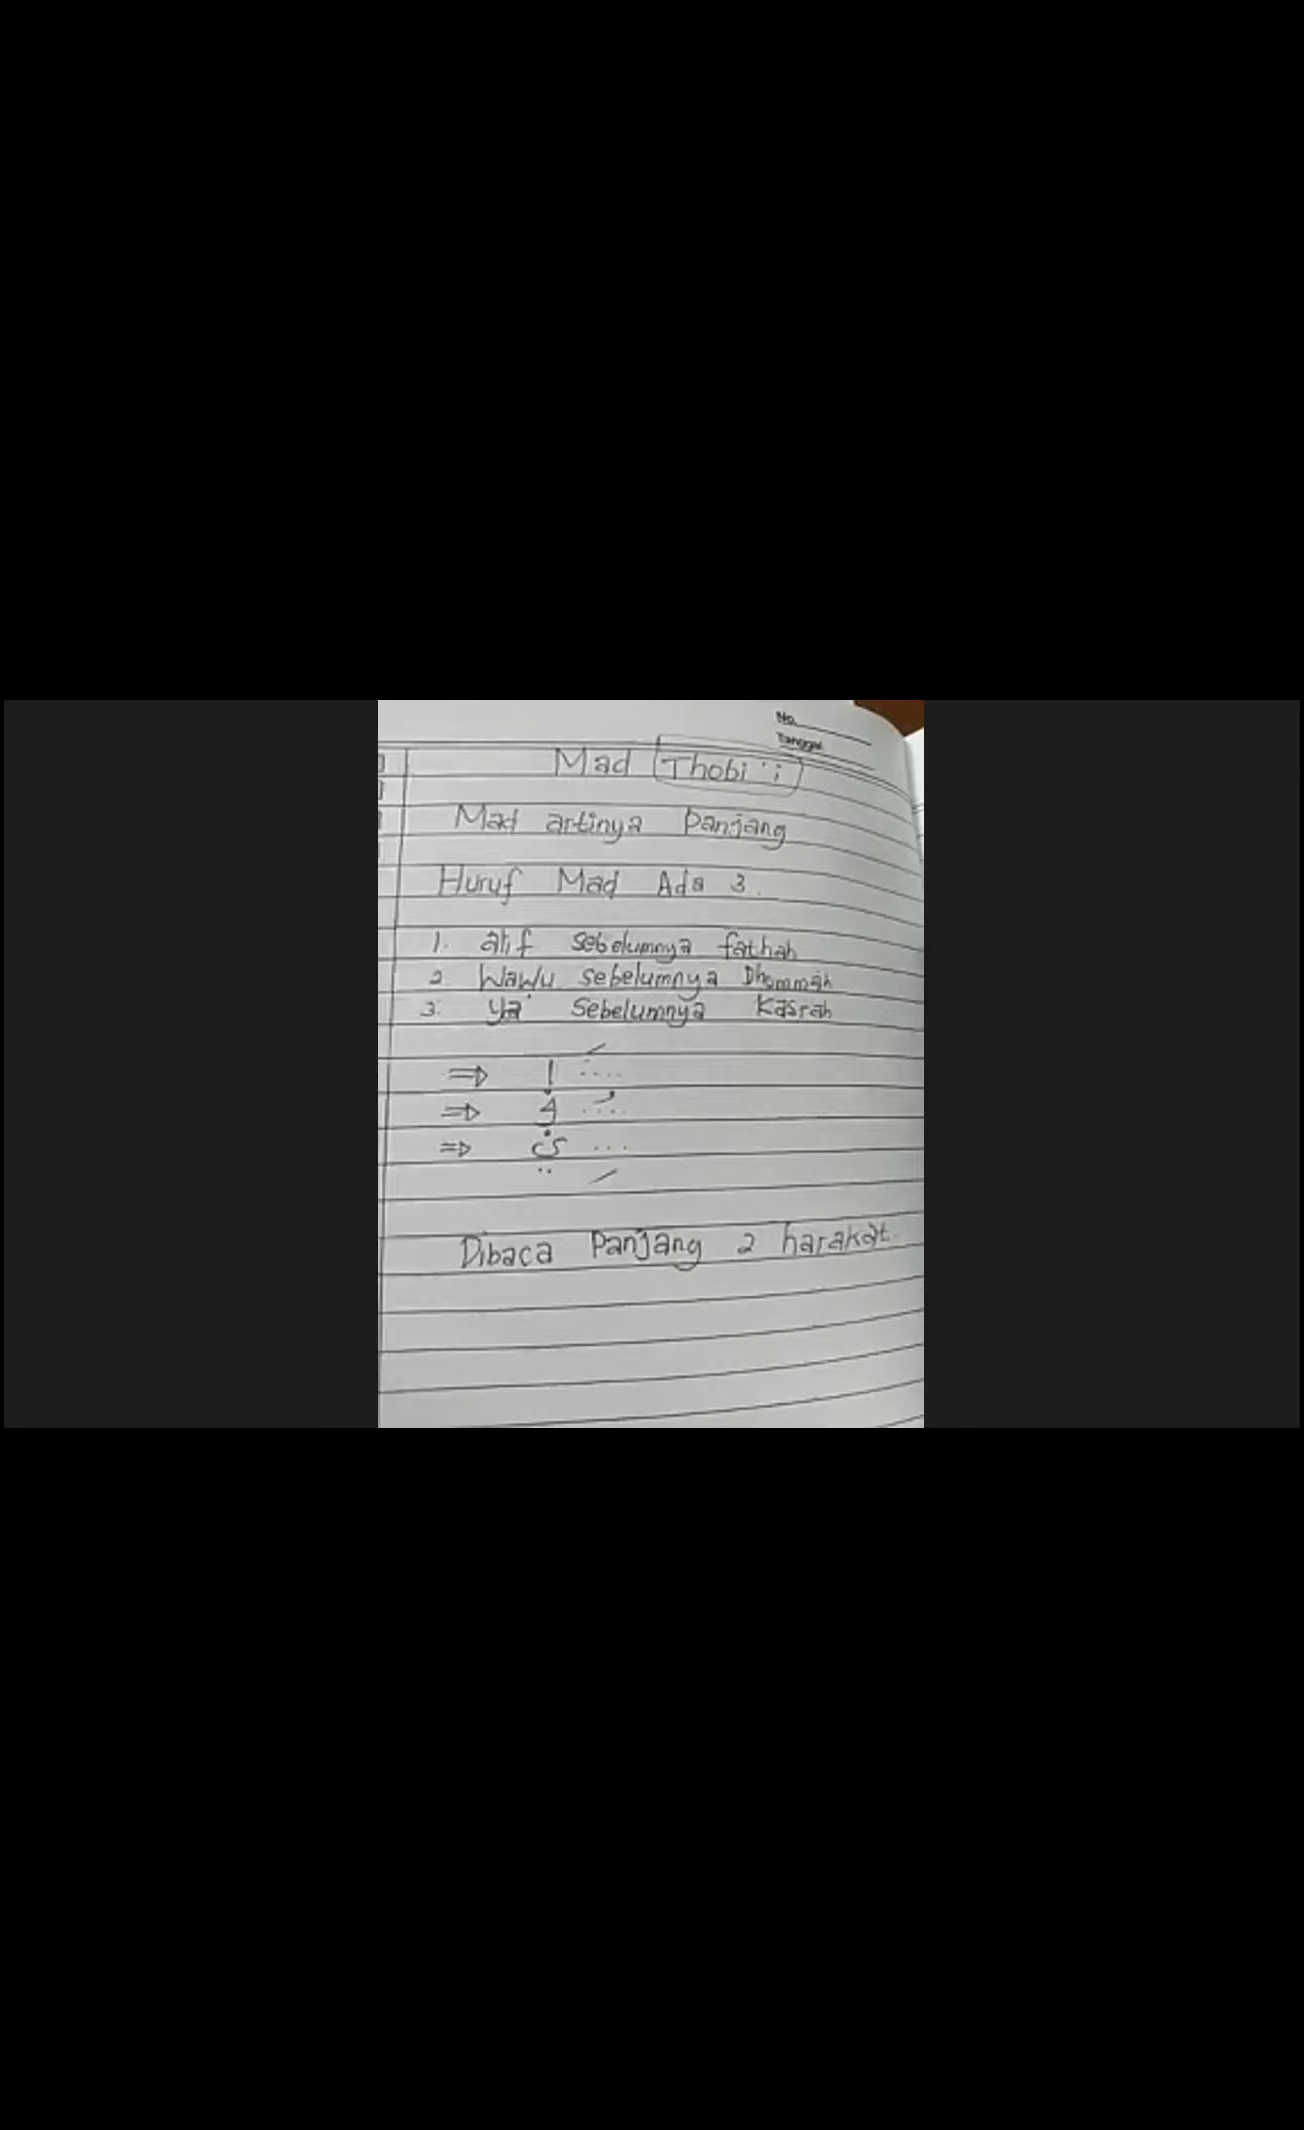 No.
Tanggal
Mad Thobi'i
Mad artinya Panjang
Huruf Mad Ada 3.
1. alif sebelumnya fathah
2. Wawu sebelumnya Dhommah
3. Ya' Sebelumnya Kasrah
⇒ ا َ....
⇒ وْ ُ....
⇒ يْ ِ...
Dibaca Panjang 2 harakat.